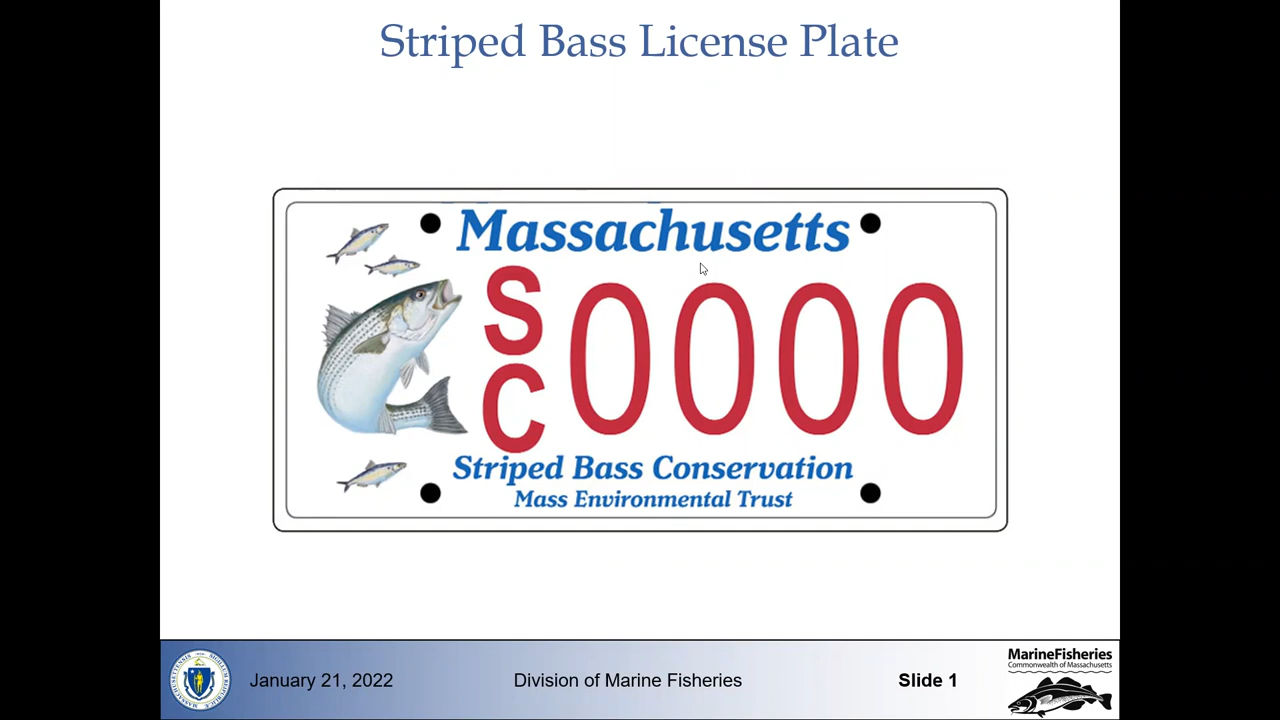 Striped Bass License Plate
Massachusetts
SC0000
Striped Bass Conservation
Mass Environmental Trust
January 21, 2022
Division of Marine Fisheries
Slide 1
MarineFisheries
Commonwealth of Massachusetts